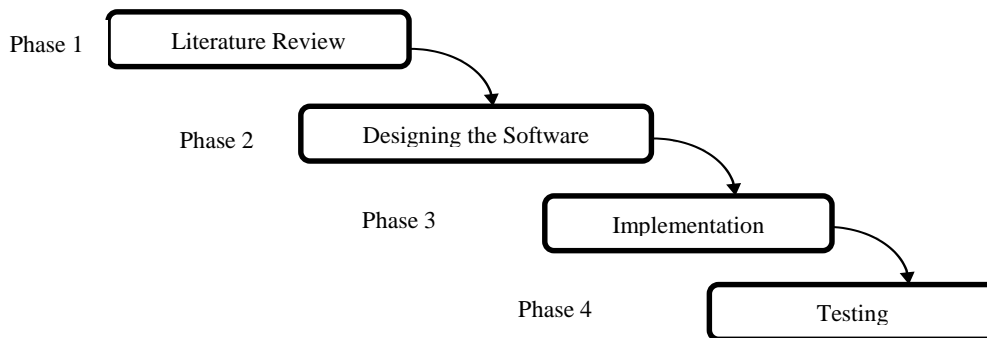 Phase 1
Literature Review
Phase 2
Designing the Software
Phase 3
Implementation
Phase 4
Testing